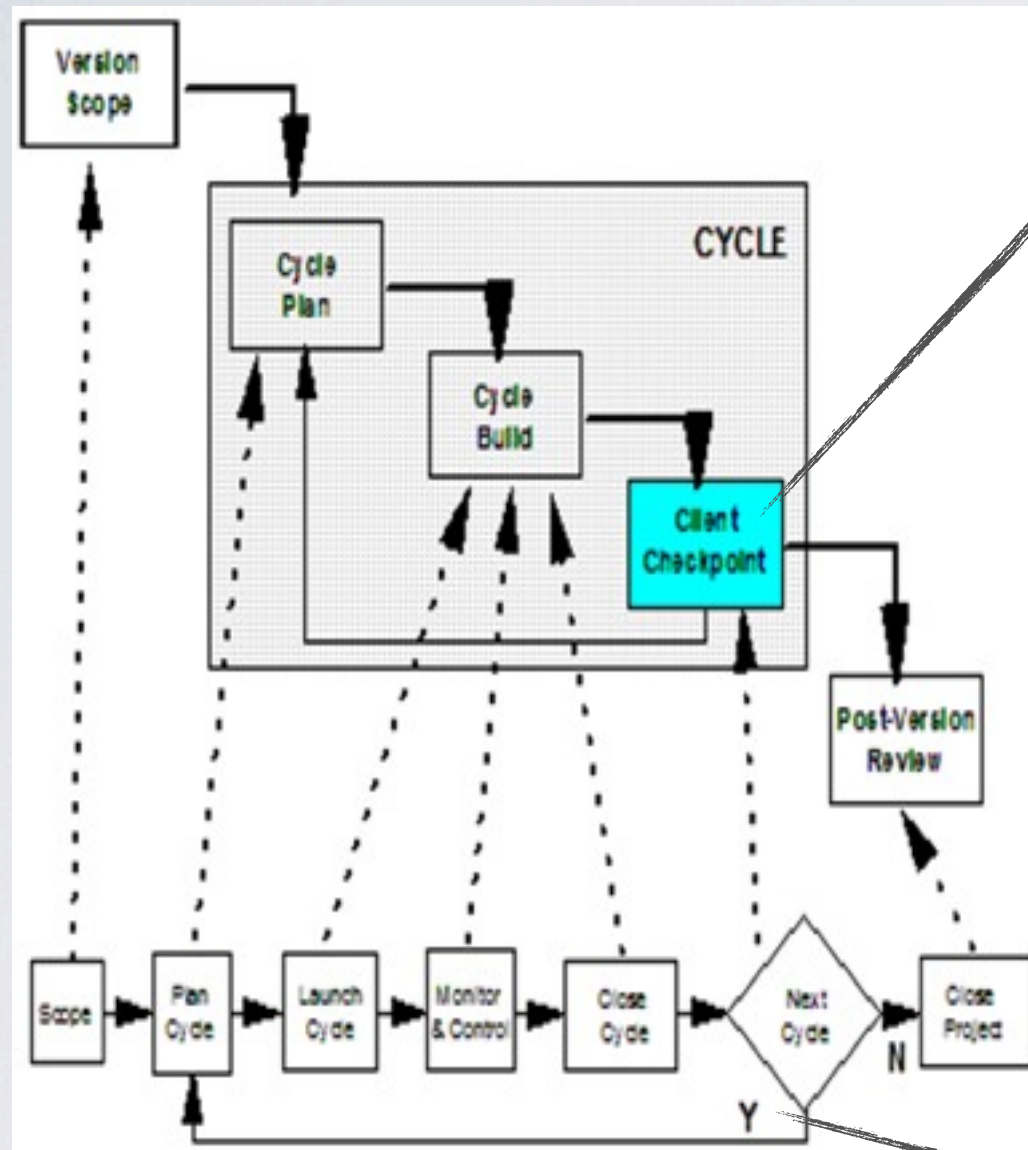 Version
Scope
CYCLE
Cycle
Plan
Cycle
Build
Client
Checkpoint
Post-Version
Review
Scope
Plan
Cycle
Launch
Cycle
Monitor
& Control
Close
Cycle
Next
Cycle
Close
Project
N
Y